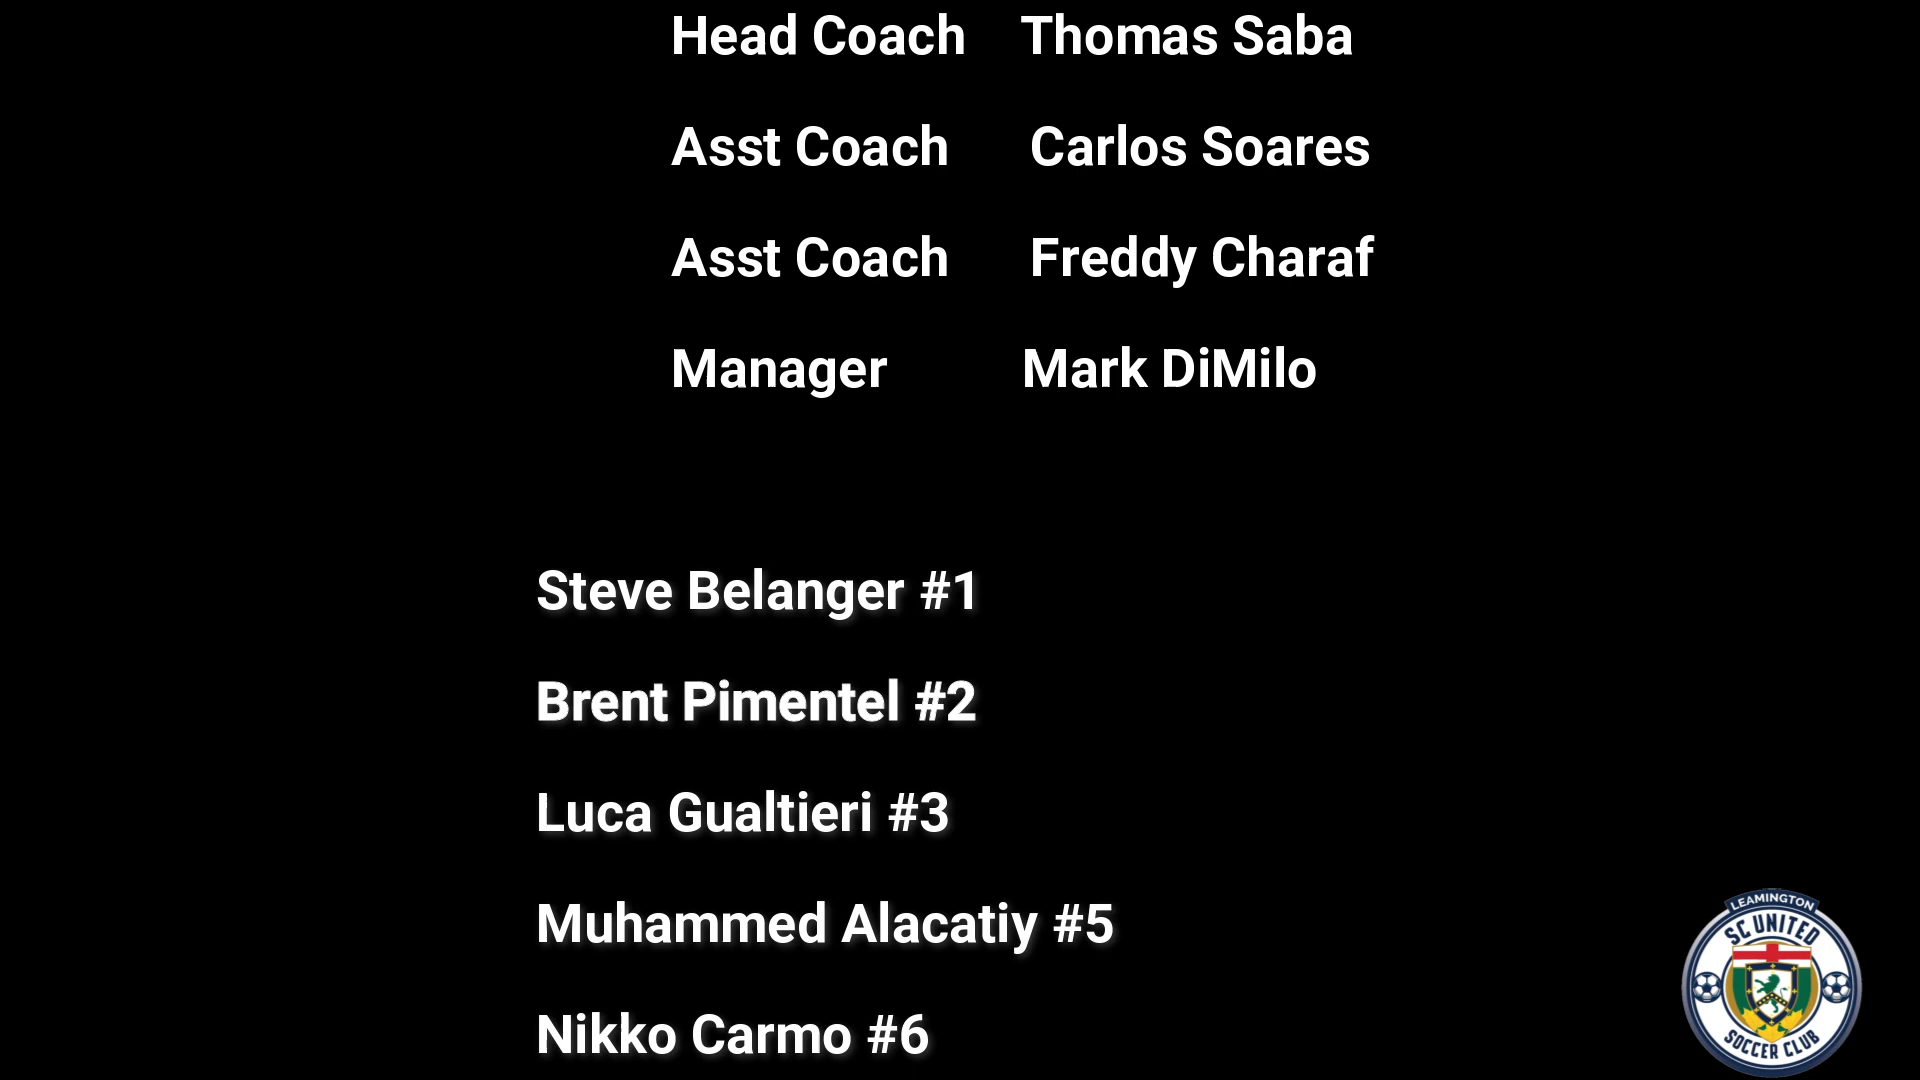 Head Coach Thomas Saba
Asst Coach Carlos Soares
Asst Coach Freddy Charaf
Manager Mark DiMilo
Steve Belanger #1
Brent Pimentel #2
Luca Gualtieri #3
Muhammed Alacatiy #5
Nikko Carmo #6
LEAMINGTON
SC UNITED
SOCCER CLUB